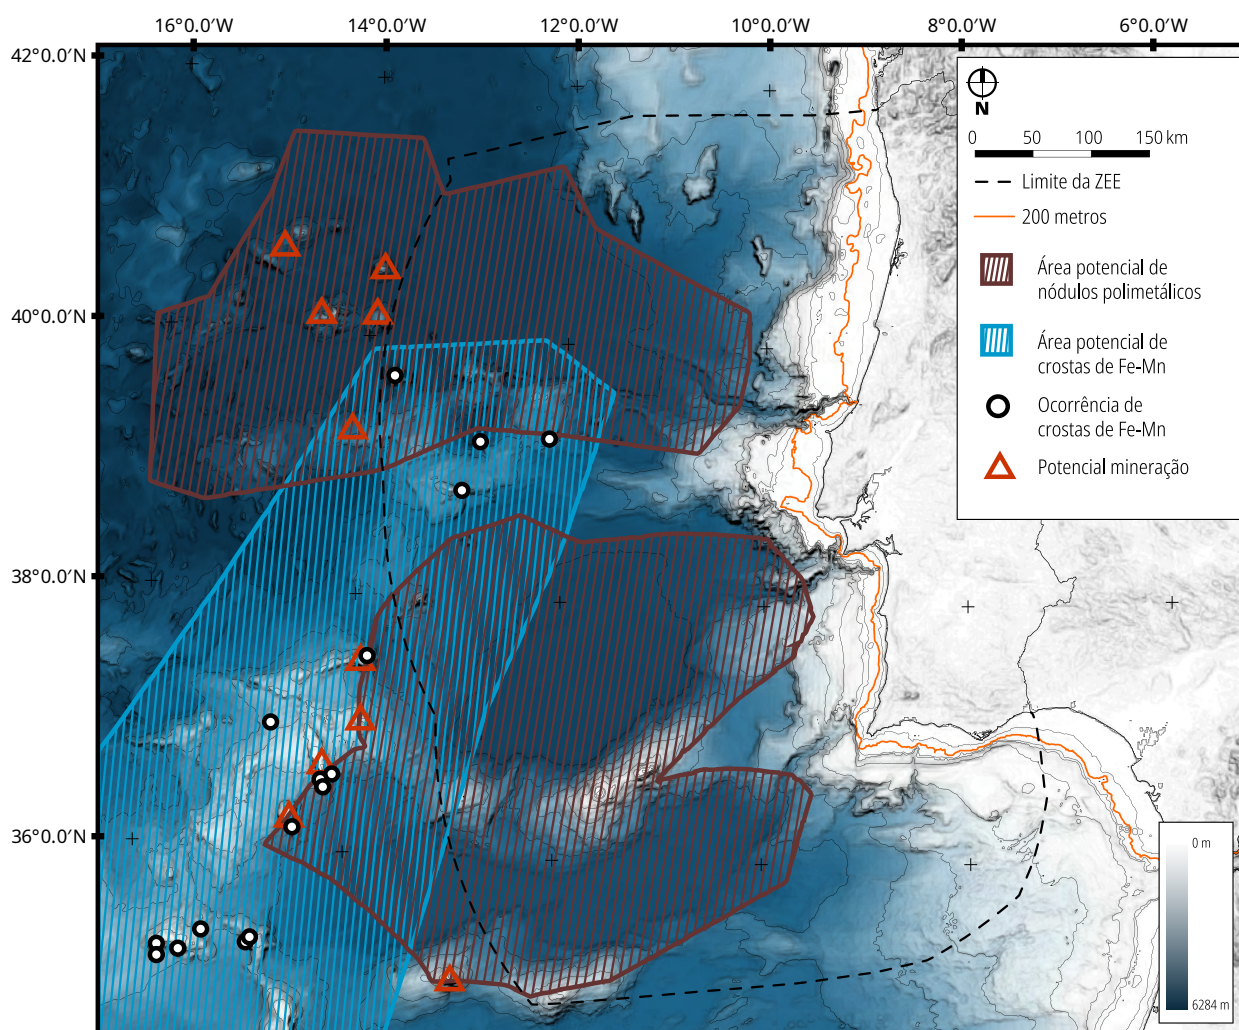 16°0.0'W 14°0.0'W 12°0.0'W 10°0.0'W 8°0.0'W 6°0.0'W
42°0.0'N
40°0.0'N
38°0.0'N
36°0.0'N
N
0 50 100 150 km
Limite da ZEE
200 metros
Área potencial de
nódulos polimetálicos
Área potencial de
crostas de Fe-Mn
Ocorrência de
crostas de Fe-Mn
Potencial mineração
0 m
6284 m